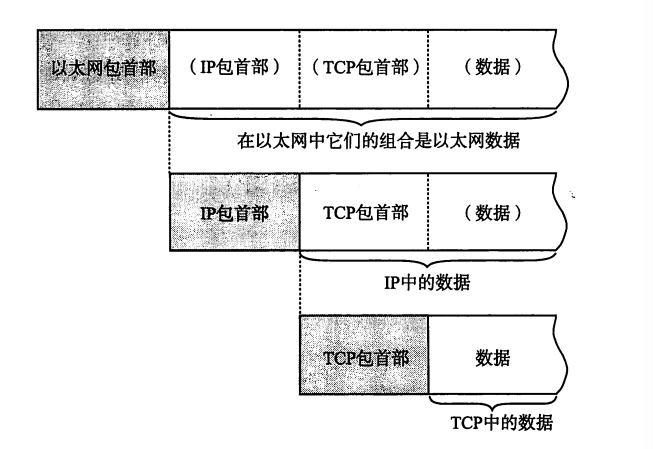 以太网包首部 （IP包首部） （TCP包首部） （数据）
在以太网中它们的组合是以太网数据
IP包首部 TCP包首部 （数据）
IP中的数据
TCP包首部 数据
TCP中的数据